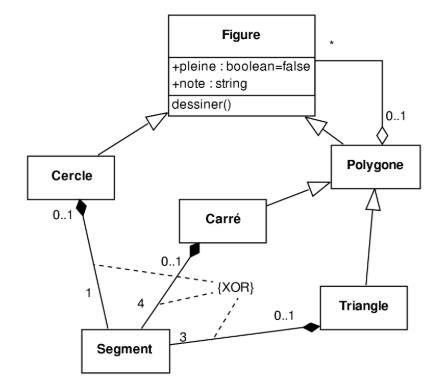 Figure
*
+pleine : boolean=false
+note : string
dessiner()
0..1
Polygone
Cercle
0..1
Carré
0..1
{XOR}
1
4
Triangle
0..1
3
Segment